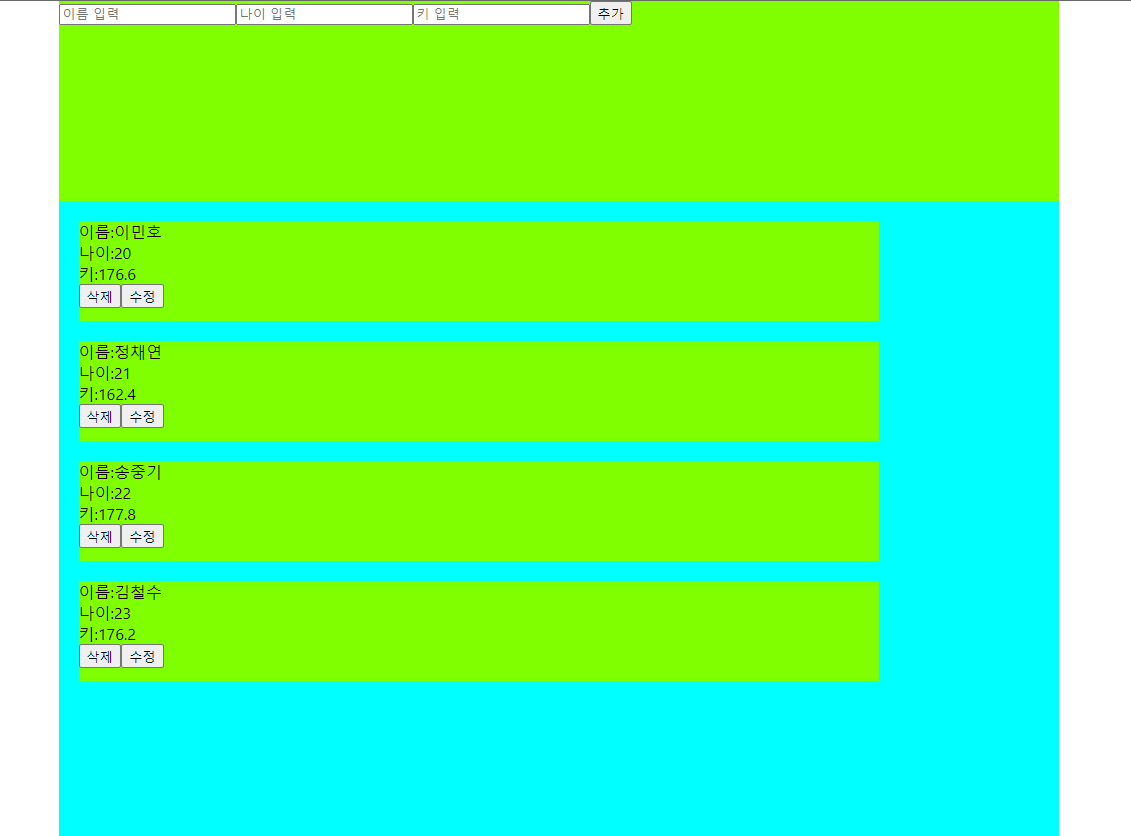 이름 입력 나이 입력 키 입력 추가
이름:이민호
나이:20
키:176.6
삭제 수정
이름:정채연
나이:21
키:162.4
삭제 수정
이름:송중기
나이:22
키:177.8
삭제 수정
이름:김철수
나이:23
키:176.2
삭제 수정